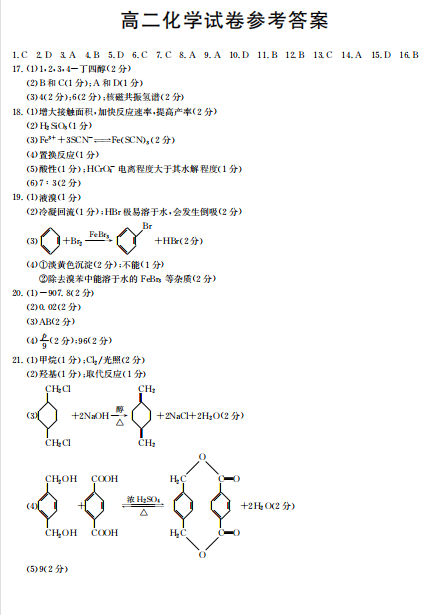 高二化学试卷参考答案
1.C 2.D 3.A 4.B 5.D 6.C 7.C 8.A 9.A 10.D 11.B 12.B 13.C 14.A 15.D 16.B
17.(1)1,2,3,4-丁四醇(2分)
(2)B和C(1分);A和D(1分)
(3)4(2分);6(2分);核磁共振氢谱(2分)
18.(1)增大接触面积,加快反应速率,提高产率(2分)
(2)H₂SiO₃(1分)
(3)Fe³⁺+3SCN⁻⇌Fe(SCN)₃(2分)
(4)置换反应(1分)
(5)酸性(1分);HCrO₄⁻电离程度大于其水解程度(1分)
(6)7∶3(2分)
19.(1)液溴(1分)
(2)冷凝回流(1分);HBr极易溶于水,会发生倒吸(2分)
Br
(3) +Br₂ FeBr₃ → +HBr(2分)
(4)①淡黄色沉淀(2分);不能(1分)
②除去溴苯中能溶于水的FeBr₃等杂质(2分)
20.(1)-907.8(2分)
(2)0.02(2分)
(3)AB(2分)
(4)p/9(2分);96(2分)
21.(1)甲烷(1分);Cl₂/光照(2分)
(2)羟基(1分);取代反应(1分)
CH₂Cl CH₂
(3) +2NaOH 醇 △ → +2NaCl+2H₂O(2分)
CH₂Cl CH₂
O
CH₂OH COOH H₂C C=O
(4) + 浓H₂SO₄ △ ⇌ +2H₂O(2分)
CH₂OH COOH H₂C C=O
O
(5)9(2分)